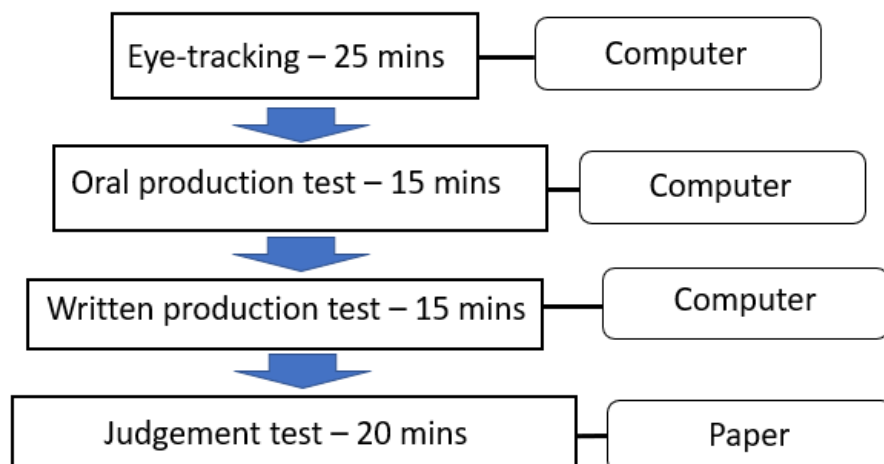 Eye-tracking – 25 mins
Computer
Oral production test – 15 mins
Computer
Written production test – 15 mins
Computer
Judgement test – 20 mins
Paper